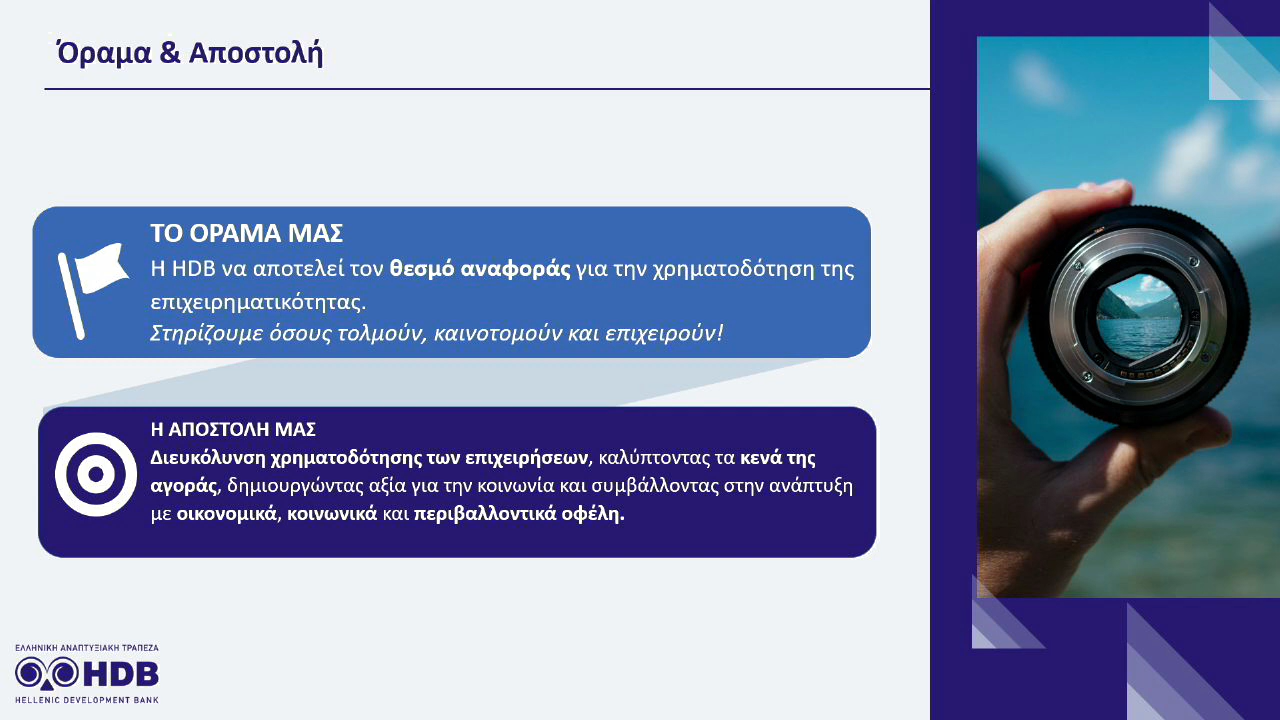 Όραμα & Αποστολή
ΤΟ ΟΡΑΜΑ ΜΑΣ
Η HDB να αποτελεί τον θεσμό αναφοράς για την χρηματοδότηση της
επιχειρηματικότητας.
Στηρίζουμε όσους τολμούν, καινοτομούν και επιχειρούν!
Η ΑΠΟΣΤΟΛΗ ΜΑΣ
Διευκόλυνση χρηματοδότησης των επιχειρήσεων, καλύπτοντας τα κενά της
αγοράς, δημιουργώντας αξία για την κοινωνία και συμβάλλοντας στην ανάπτυξη
με οικονομικά, κοινωνικά και περιβαλλοντικά οφέλη.
ΕΛΛΗΝΙΚΗ ΑΝΑΠΤΥΞΙΑΚΗ ΤΡΑΠΕΖΑ
HDB
HELLENIC DEVELOPMENT BANK